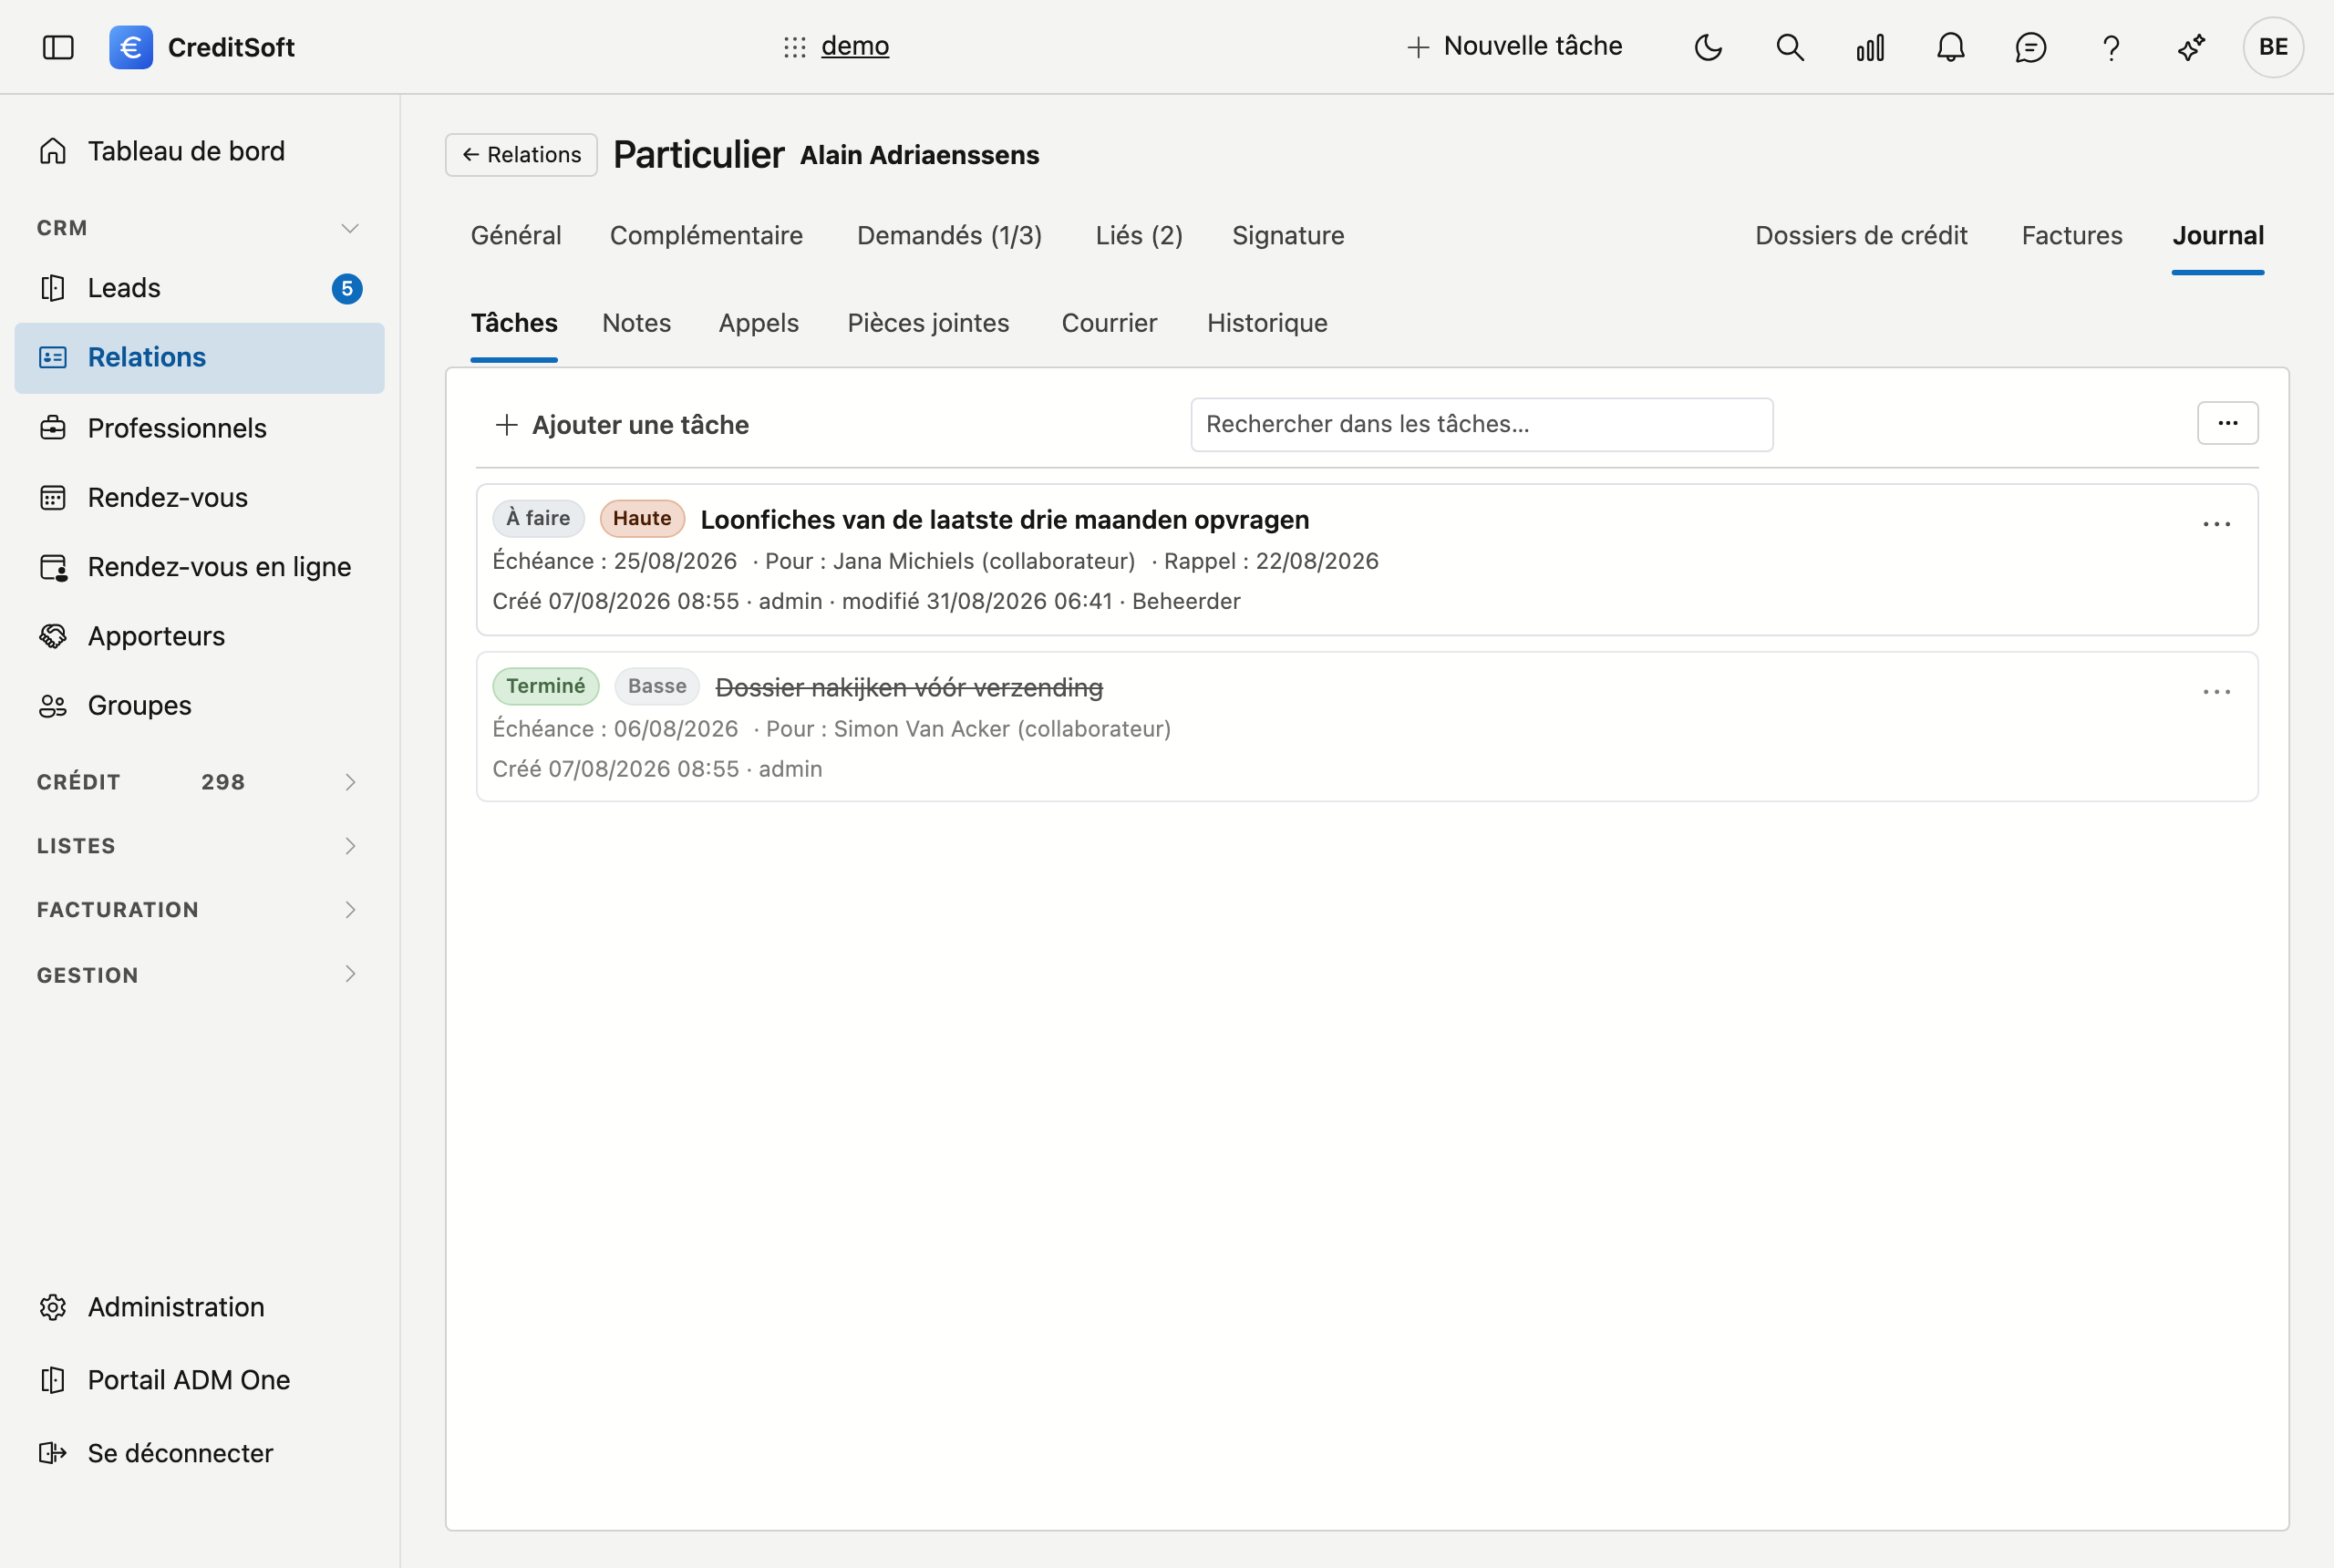 CreditSoft
demo
Nouvelle tâche
BE
Tableau de bord
CRM
Leads 5
Relations
Professionnels
Rendez-vous
Rendez-vous en ligne
Apporteurs
Groupes
CRÉDIT 298
LISTES
FACTURATION
GESTION
Administration
Portail ADM One
Se déconnecter
← Relations Particulier Alain Adriaenssens
Général Complémentaire Demandés (1/3) Liés (2) Signature Dossiers de crédit Factures Journal
Tâches Notes Appels Pièces jointes Courrier Historique
Ajouter une tâche Rechercher dans les tâches...
À faire Haute Loonfiches van de laatste drie maanden opvragen
Échéance : 25/08/2026 · Pour : Jana Michiels (collaborateur) · Rappel : 22/08/2026
Créé 07/08/2026 08:55 · admin · modifié 31/08/2026 06:41 · Beheerder
Terminé Basse Dossier nakijken vóór verzending
Échéance : 06/08/2026 · Pour : Simon Van Acker (collaborateur)
Créé 07/08/2026 08:55 · admin